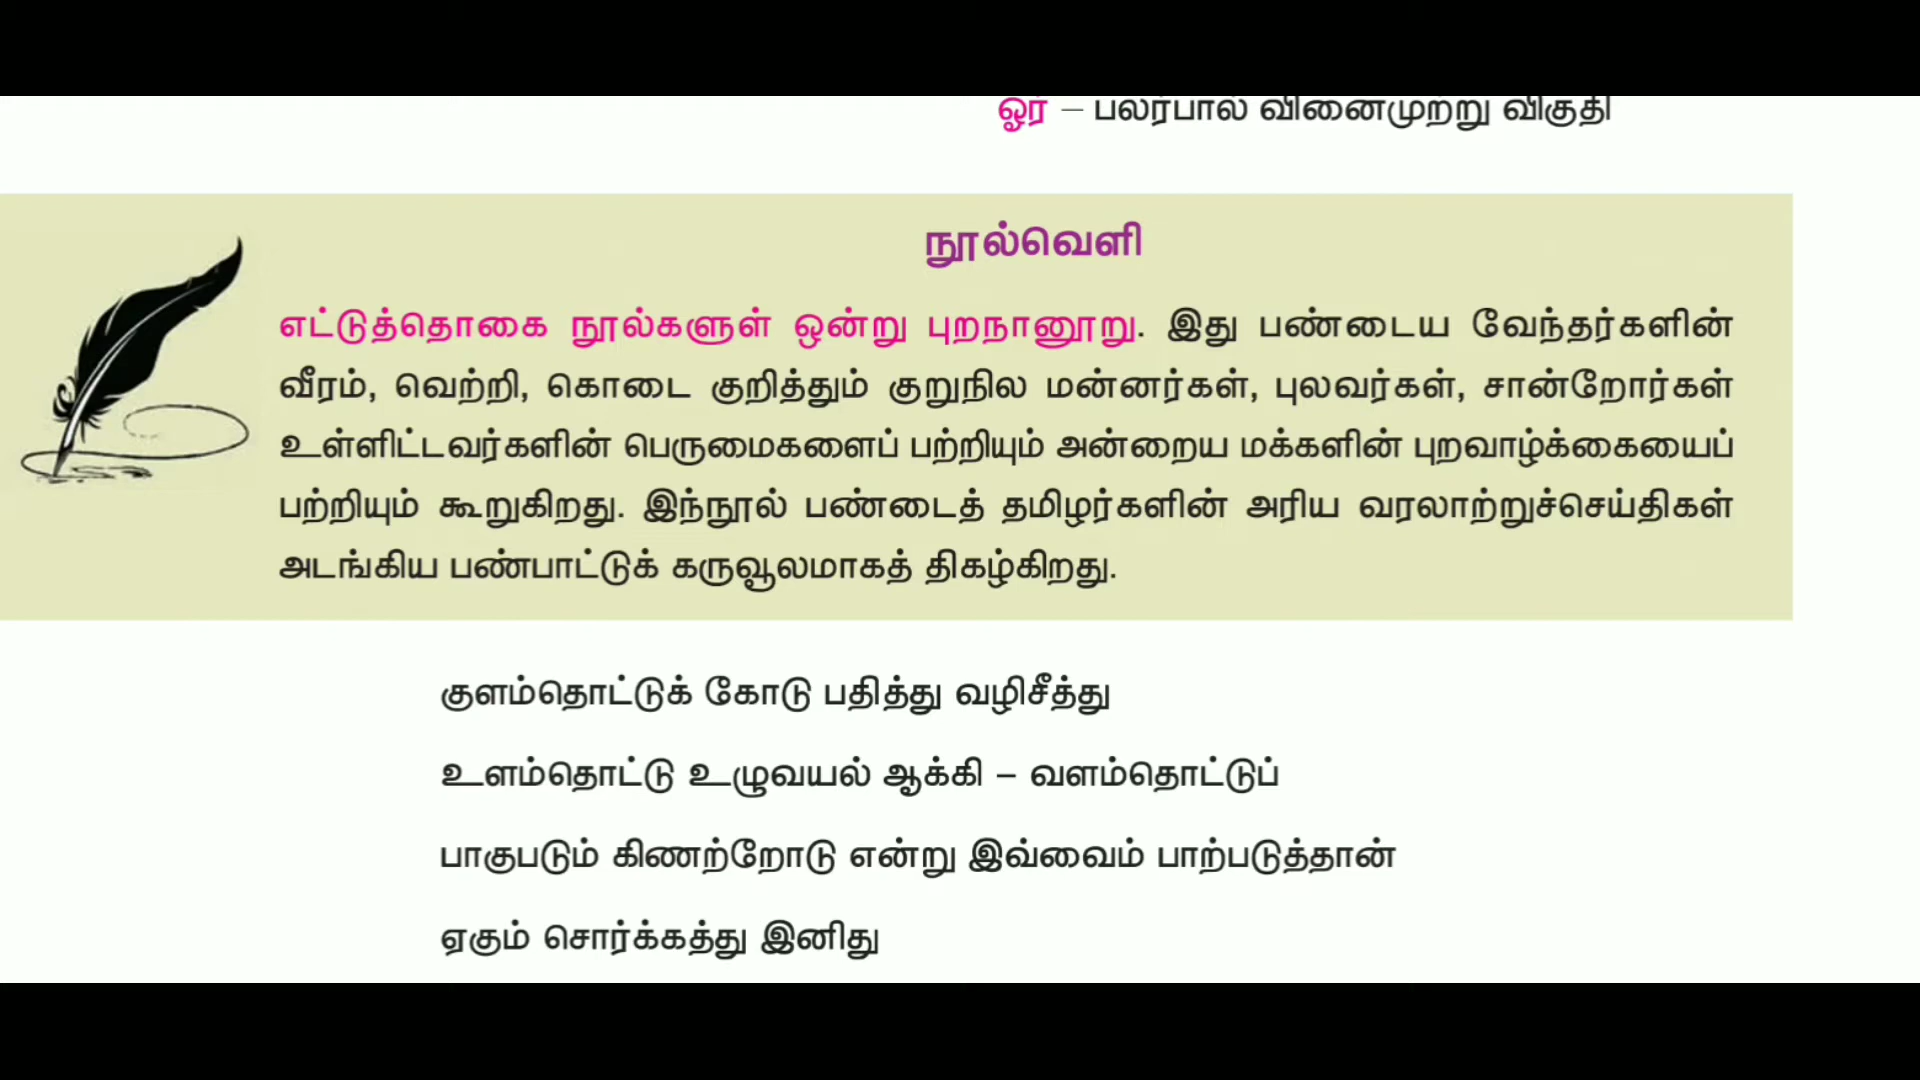 ஓர் – பலர்பால் வினைமுற்று விகுதி
நூல்வெளி
எட்டுத்தொகை நூல்களுள் ஒன்று புறநானூறு. இது பண்டைய வேந்தர்களின்
வீரம், வெற்றி, கொடை குறித்தும் குறுநில மன்னர்கள், புலவர்கள், சான்றோர்கள்
உள்ளிட்டவர்களின் பெருமைகளைப் பற்றியும் அன்றைய மக்களின் புறவாழ்க்கையைப்
பற்றியும் கூறுகிறது. இந்நூல் பண்டைத் தமிழர்களின் அரிய வரலாற்றுச்செய்திகள்
அடங்கிய பண்பாட்டுக் கருவூலமாகத் திகழ்கிறது.
குளம்தொட்டுக் கோடு பதித்து வழிசீத்து
உளம்தொட்டு உழுவயல் ஆக்கி – வளம்தொட்டுப்
பாகுபடும் கிணற்றோடு என்று இவ்வைம் பாற்படுத்தான்
ஏகும் சொர்க்கத்து இனிது